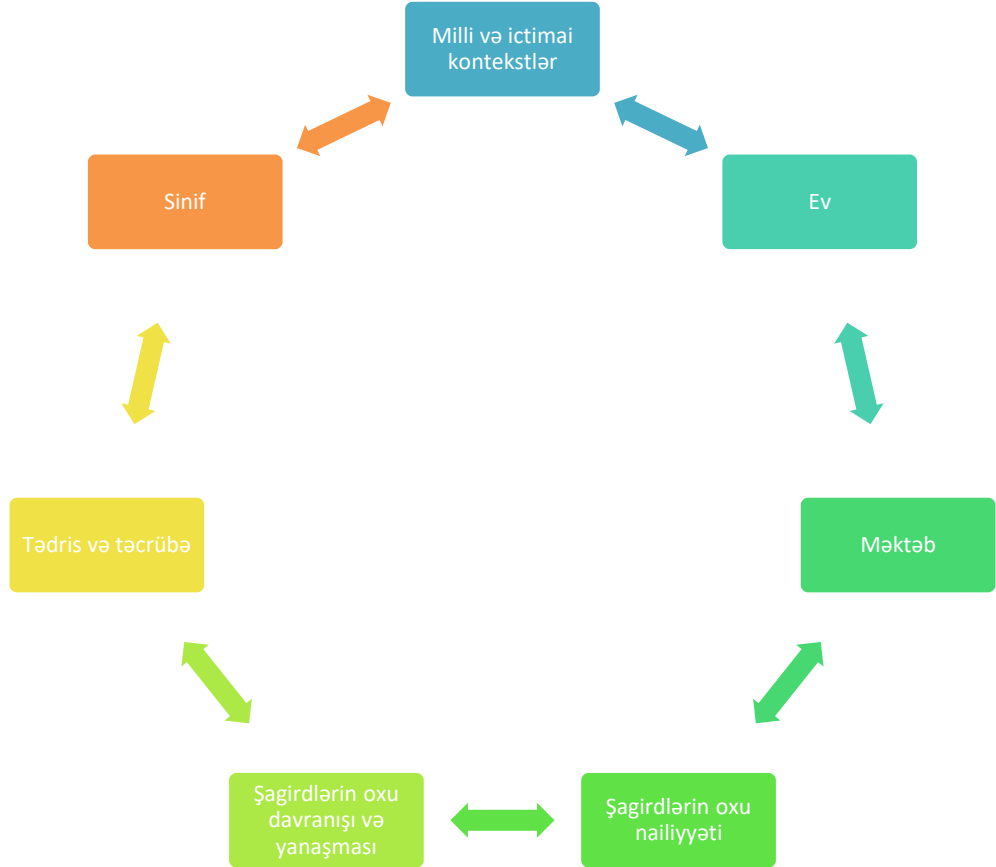 Milli və ictimai
kontekstlər
Sinif
Ev
Tədris və təcrübə
Məktəb
Şagirdlərin oxu
davranışı və
yanaşması
Şagirdlərin oxu
nailiyyəti